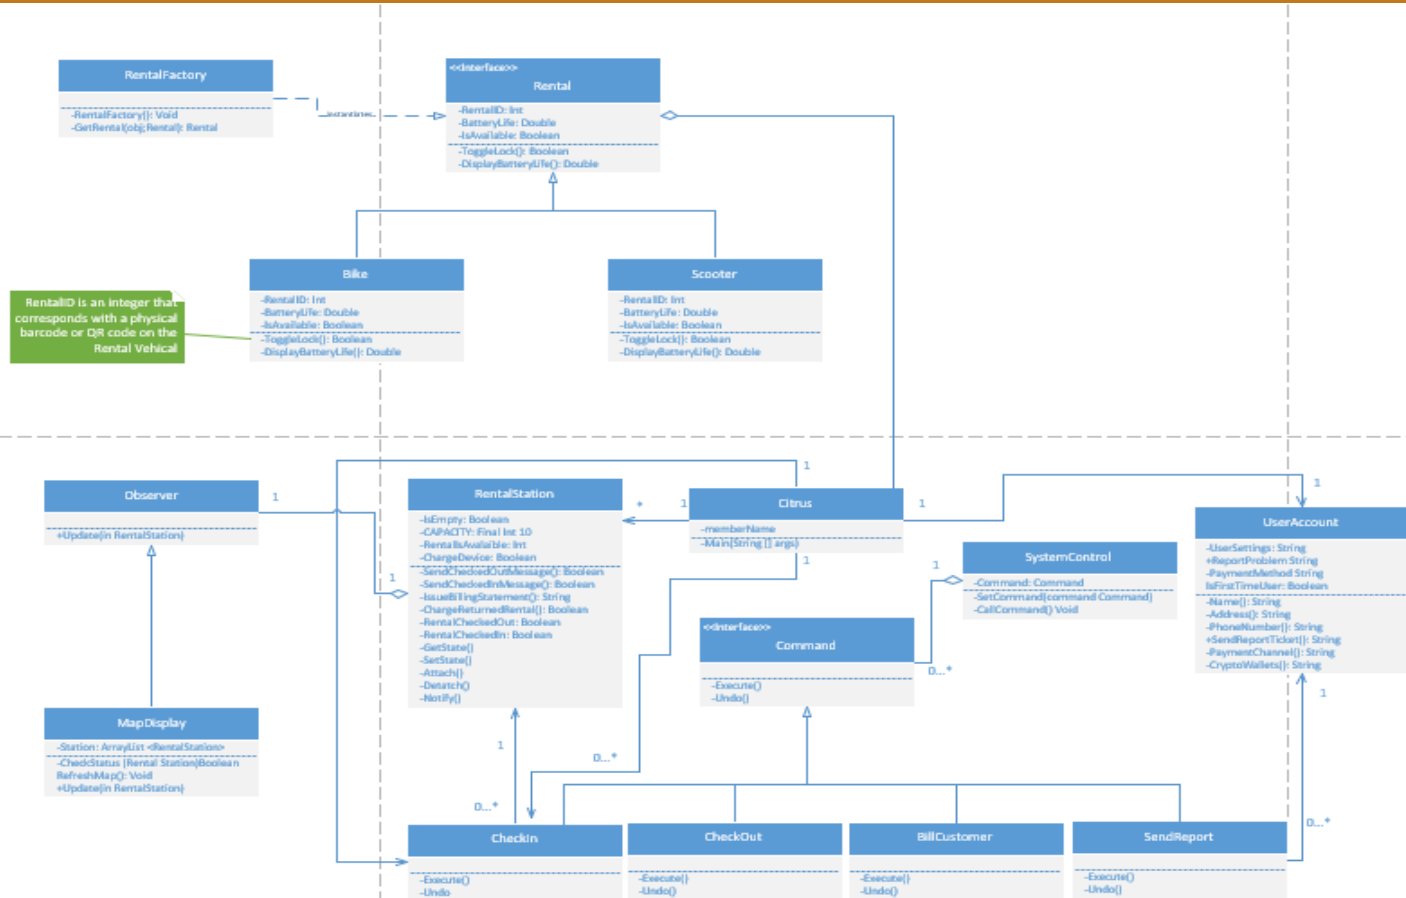 RentalFactory
-RentalFactory(): Void
-GetRental(obj;Rental): Rental
instantiates
<<Interface>>
Rental
-RentalID: Int
-BatteryLife: Double
-IsAvailable: Boolean
-ToggleLock(): Boolean
-DisplayBatteryLife(): Double
Bike
-RentalID: Int
-BatteryLife: Double
-IsAvailable: Boolean
-ToggleLock(): Boolean
-DisplayBatteryLife(): Double
Scooter
-RentalID: Int
-BatteryLife: Double
-IsAvailable: Boolean
-ToggleLock(): Boolean
-DisplayBatteryLife(): Double
RentalID is an integer that
corresponds with a physical
barcode or QR code on the
Rental Vehical
Observer
+Update(in RentalStation)
1
1
RentalStation
-IsEmpty: Boolean
-CAPACITY: Final Int 10
-RentalIsAvalaible: Int
-ChargeDevice: Boolean
-SendCheckedOutMessage(): Boolean
-SendCheckedInMessage(): Boolean
-IssueBillingStatement(): String
-ChargeReturnedRental(): Boolean
-RentalCheckedOut: Boolean
-RentalCheckedIn: Boolean
-GetState()
-SetState()
-Attach()
-Detatch()
-Notify()
*
1
1
Citrus
-memberName
-Main(String [] args)
1
1
1
UserAccount
-UserSettings: String
+ReportProblem String
-PaymentMethod String
IsFirstTimeUser: Boolean
-Name(): String
-Address(): String
-PhoneNumber(): String
+SendReportTicket(): String
-PaymentChannel(): String
-CryptoWallets(): String
SystemControl
-Command: Command
-SetCommand(command Command)
-CallCommand() Void
1
0...*
<<Interface>>
Command
-Execute()
-Undo()
MapDisplay
-Station: ArrayList <RentalStation>
-CheckStatus (Rental Station)Boolean
RefreshMap(): Void
+Update(in RentalStation)
1
0...*
0...*
1
0...*
CheckIn
-Execute()
-Undo
CheckOut
-Execute()
-Undo()
BillCustomer
-Execute()
-Undo()
SendReport
-Execute()
-Undo()